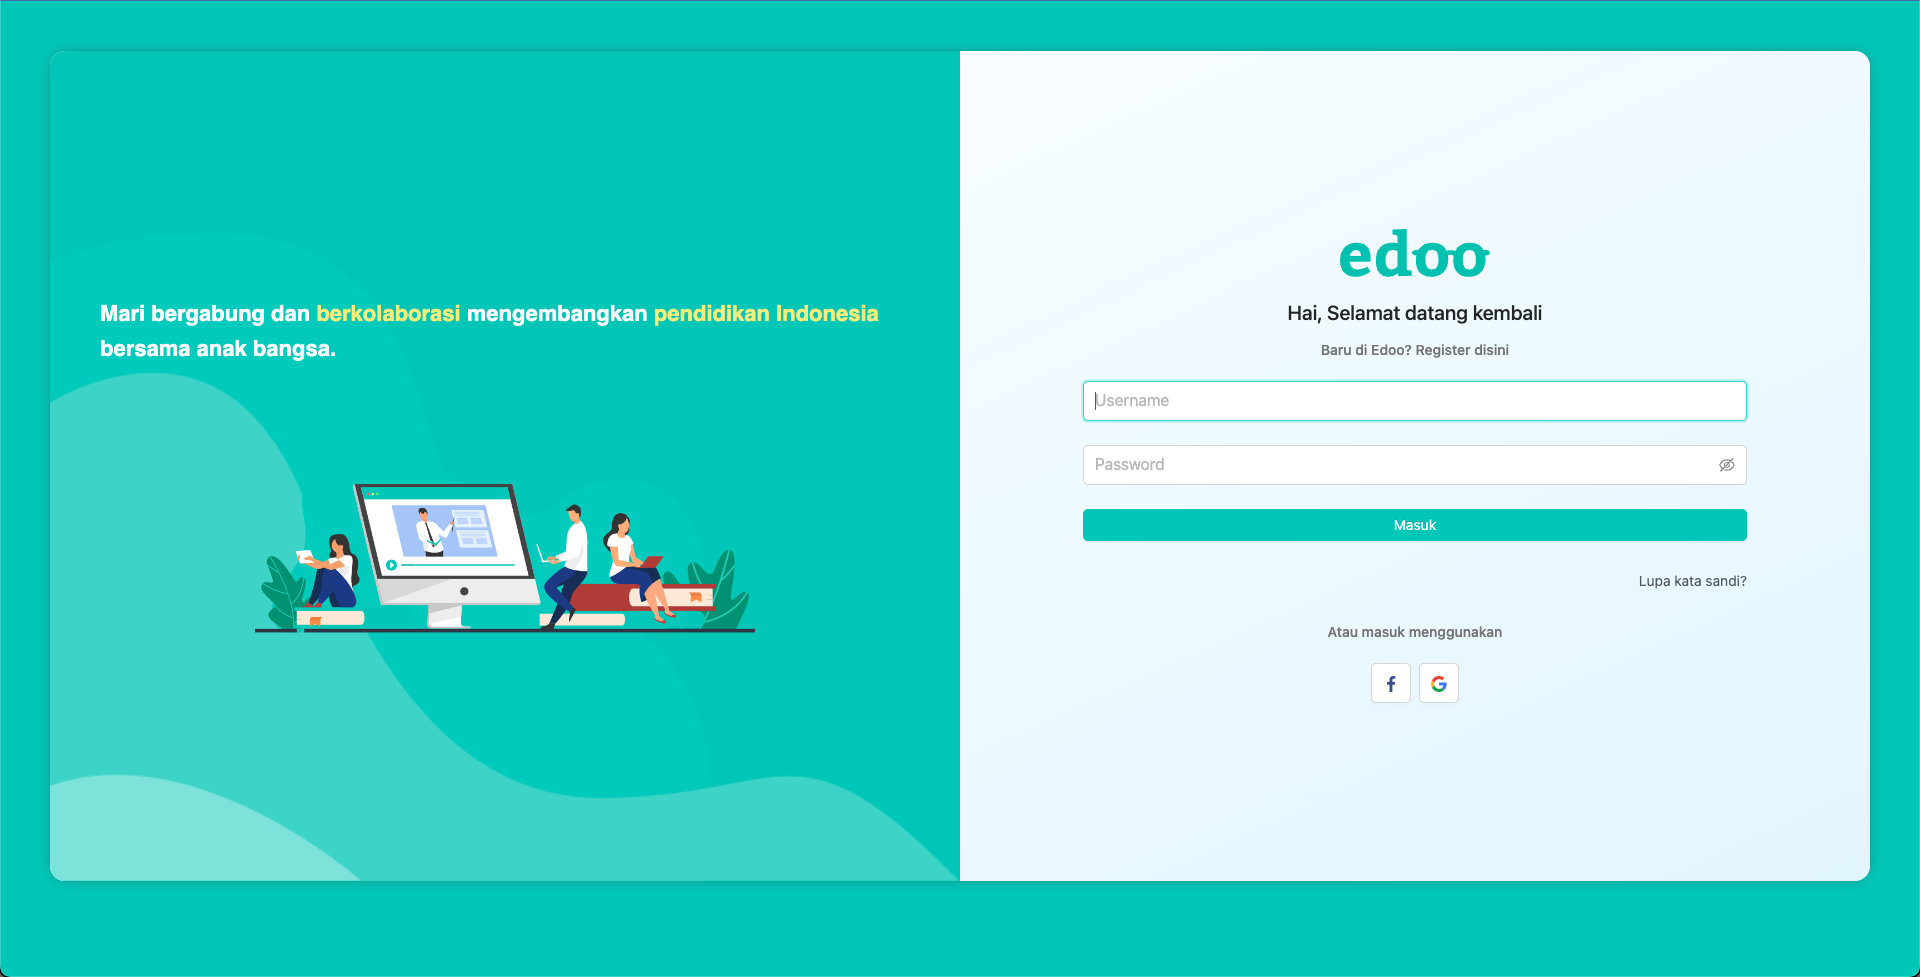 Mari bergabung dan berkolaborasi mengembangkan pendidikan Indonesia
bersama anak bangsa.
edoo
Hai, Selamat datang kembali
Baru di Edoo? Register disini
Username
Password
Masuk
Lupa kata sandi?
Atau masuk menggunakan